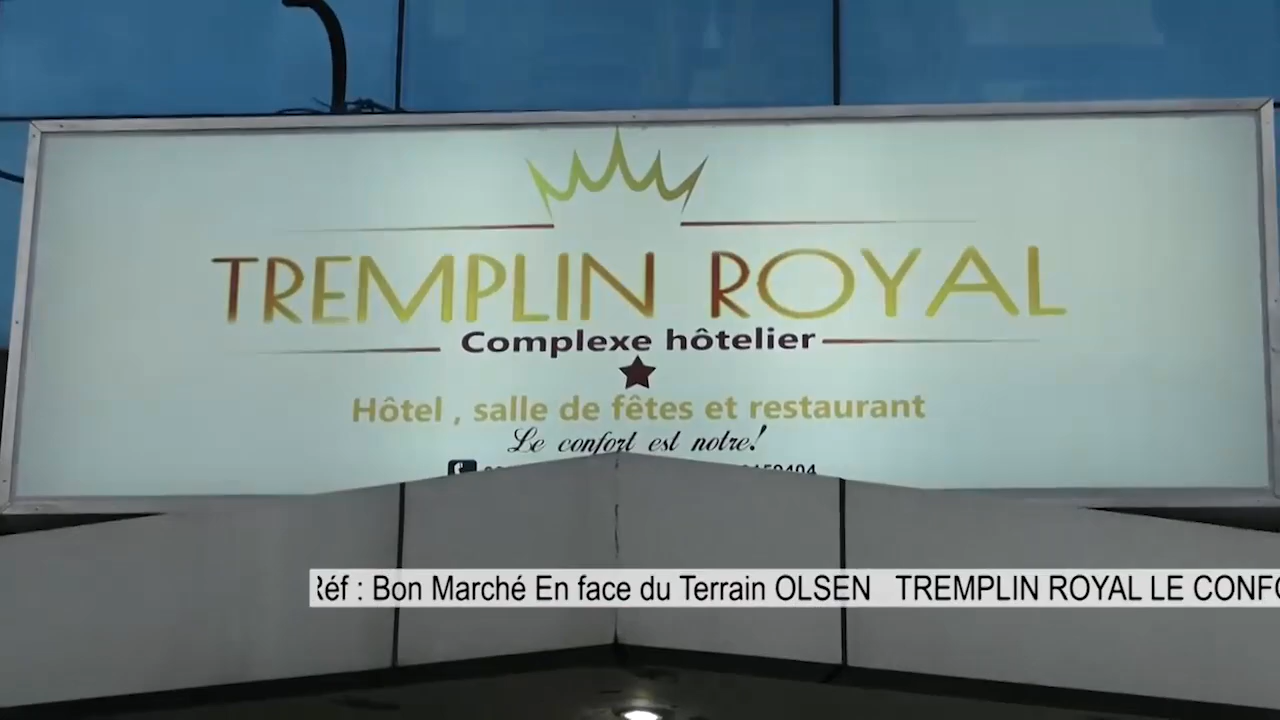 TREMPLIN ROYAL
Complexe hôtelier
Hôtel , salle de fêtes et restaurant
Le confort est notre!
Réf : Bon Marché En face du Terrain OLSEN TREMPLIN ROYAL LE